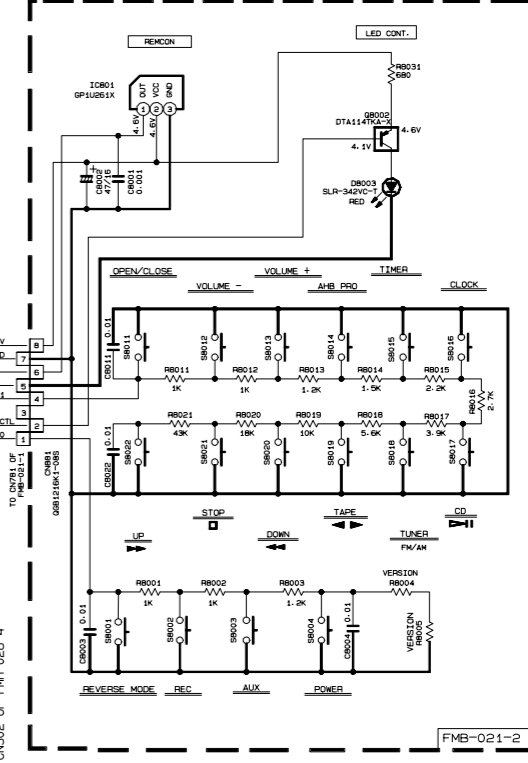 REMCON
LED CONT.
IC801
GP1U261X
OUT
VCC
GND
1 2 3
4.6V
4.6V
R8031
680
Q8002
DTA114TKA-X
4.6V
4.1V
C8002
47/16
C8001
0.001
D8003
SLR-342VC-T
RED
OPEN/CLOSE
VOLUME -
VOLUME +
AHB PRO
TIMER
CLOCK
C8011 0.01
S8011
S8012
S8013
S8014
S8015
S8016
R8011
1K
R8012
1K
R8013
1.2K
R8014
1.5K
R8015
2.2K
R8016
2.7K
R8021
43K
R8020
18K
R8019
10K
R8018
5.6K
R8017
3.9K
C8022 0.01
S8022
S8021
S8020
S8019
S8018
S8017
V 8
D 7
6
5
1 4
3
CTL 2
0 1
TO CN781 OF
FMB-021-1
CN881
QGB1216K1-08S
UP
STOP
DOWN
TAPE
TUNER
FM/AM
CD
R8001
1K
R8002
1K
R8003
1.2K
VERSION
R8004
VERSION
R8005
C8003 0.01
S8001
S8002
S8003
S8004
C8004 0.01
REVERSE MODE
REC
AUX
POWER
FMB-021-2